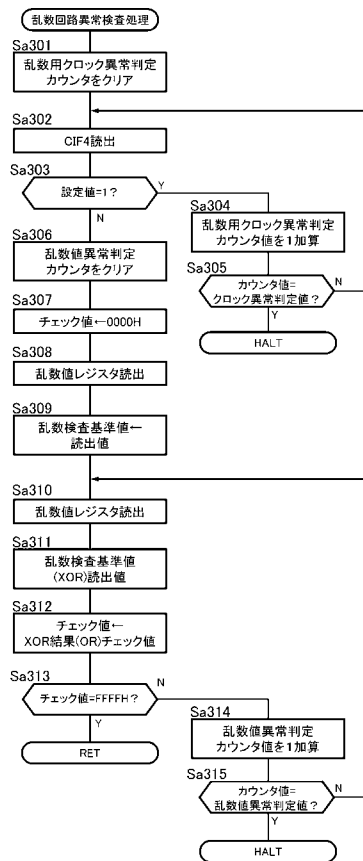 乱数回路異常検査処理
Sa301
乱数用クロック異常判定
カウンタをクリア
Sa302
CIF4読出
Sa303
設定値=1?
Y
N
Sa304
乱数用クロック異常判定
カウンタ値を1加算
Sa305
カウンタ値=
クロック異常判定値?
N
Y
HALT
Sa306
乱数値異常判定
カウンタをクリア
Sa307
チェック値←0000H
Sa308
乱数値レジスタ読出
Sa309
乱数検査基準値←
読出値
Sa310
乱数値レジスタ読出
Sa311
乱数検査基準値
(XOR)読出値
Sa312
チェック値←
XOR結果(OR)チェック値
Sa313
チェック値=FFFFH?
N
Y
RET
Sa314
乱数値異常判定
カウンタ値を1加算
Sa315
カウンタ値=
乱数値異常判定値?
N
Y
HALT